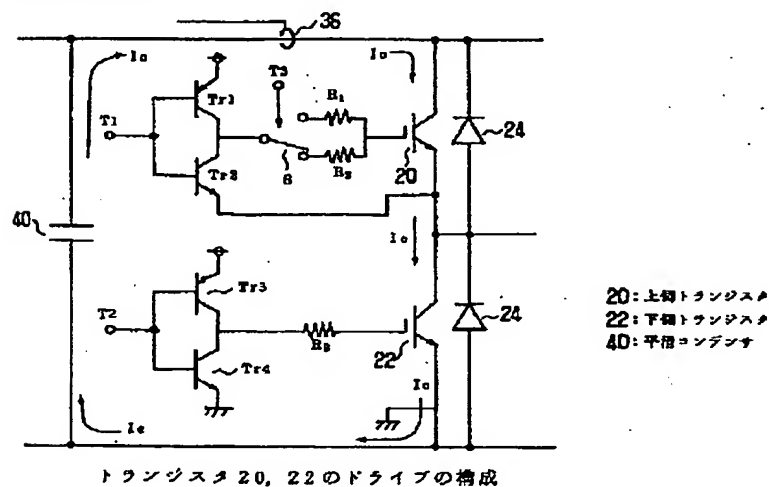 36
Ic
Ic
T3
Tr1
R1
T1
24
6
R2
Tr2
20
40
Ic
Tr3
20:上側トランジスタ
T2
24
22:下側トランジスタ
RB
22
40:平滑コンデンサ
Tr4
Ic
Ic
トランジスタ20, 22のドライブの構成